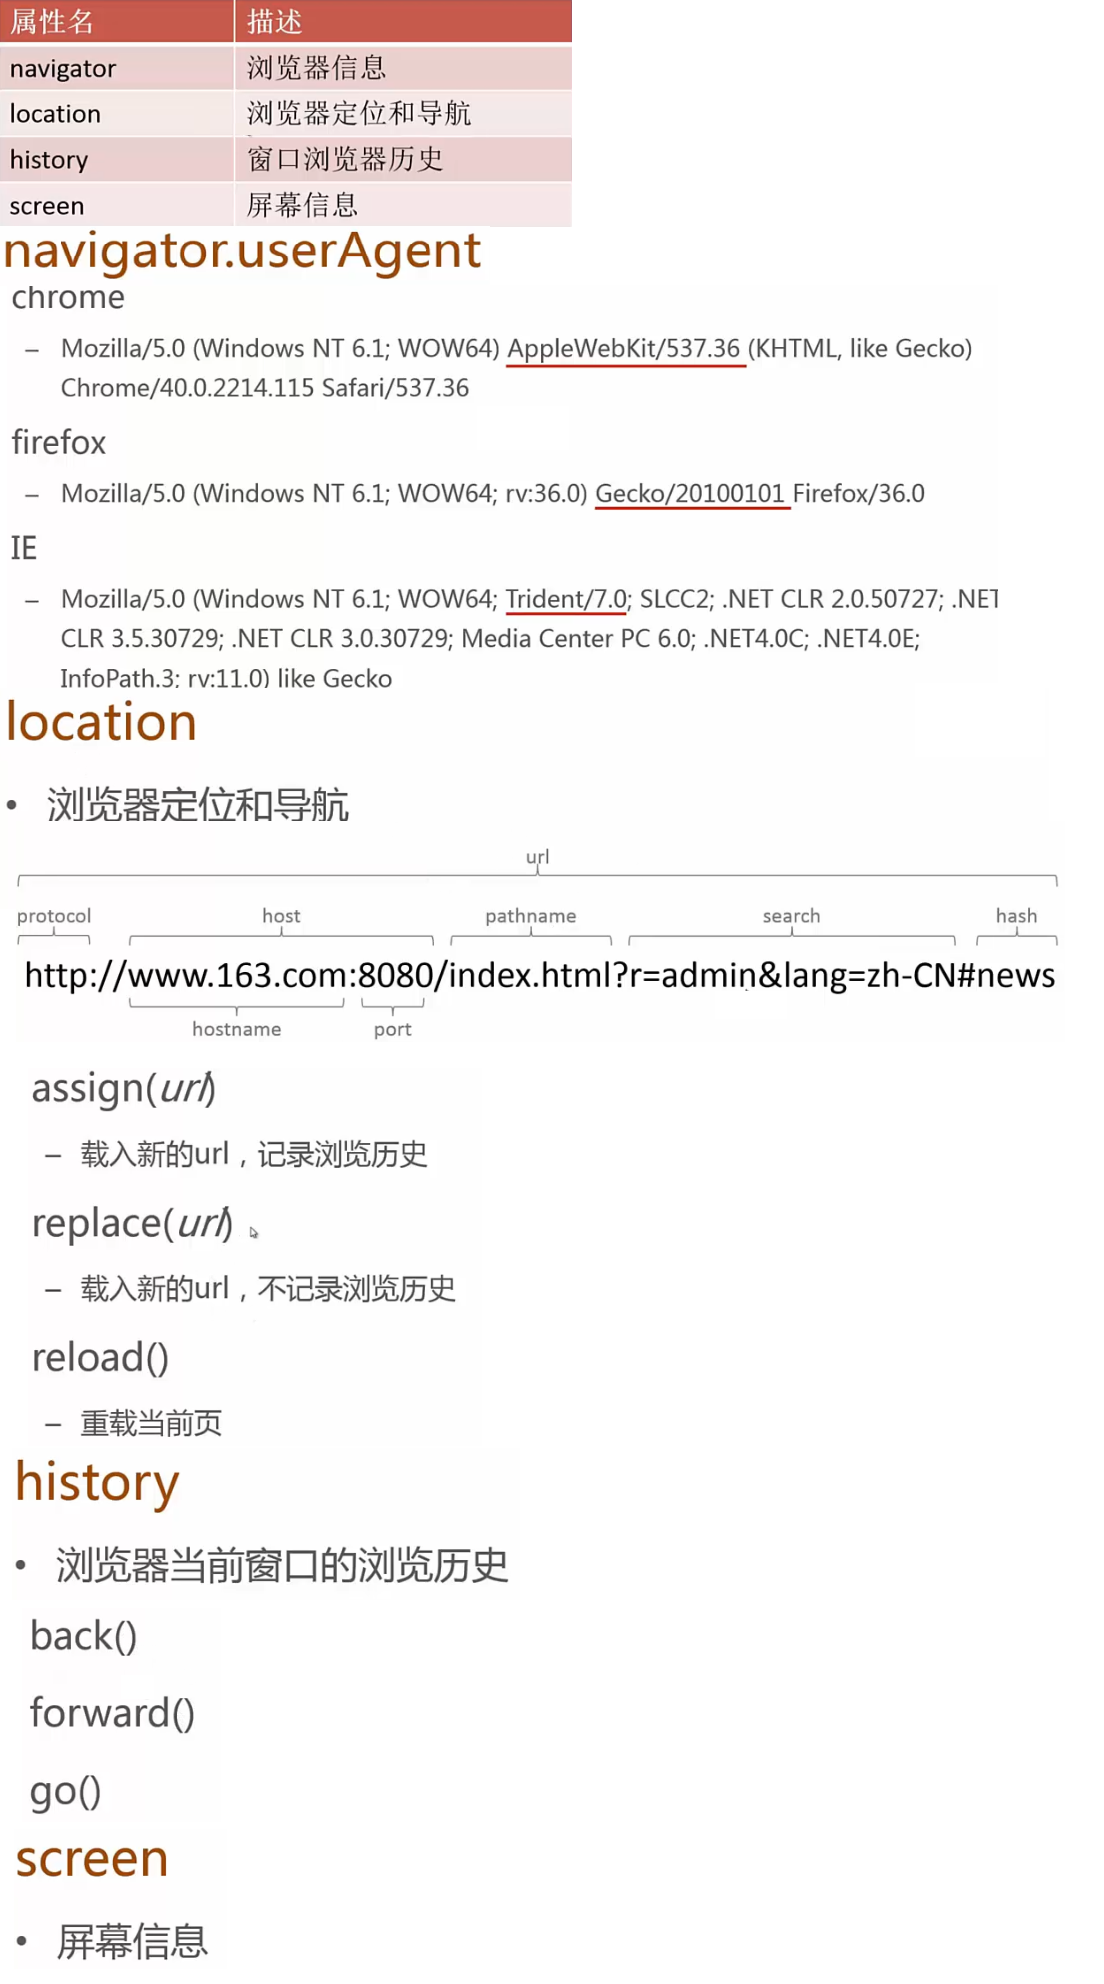 属性名 描述
navigator 浏览器信息
location 浏览器定位和导航
history 窗口浏览器历史
screen 屏幕信息
navigator.userAgent
chrome
– Mozilla/5.0 (Windows NT 6.1; WOW64) AppleWebKit/537.36 (KHTML, like Gecko)
Chrome/40.0.2214.115 Safari/537.36
firefox
– Mozilla/5.0 (Windows NT 6.1; WOW64; rv:36.0) Gecko/20100101 Firefox/36.0
IE
– Mozilla/5.0 (Windows NT 6.1; WOW64; Trident/7.0; SLCC2; .NET CLR 2.0.50727; .NET
CLR 3.5.30729; .NET CLR 3.0.30729; Media Center PC 6.0; .NET4.0C; .NET4.0E;
InfoPath.3; rv:11.0) like Gecko
location
• 浏览器定位和导航
url
protocol host pathname search hash
http://www.163.com:8080/index.html?r=admin&lang=zh-CN#news
hostname port
assign(url)
– 载入新的url，记录浏览历史
replace(url)
– 载入新的url，不记录浏览历史
reload()
– 重载当前页
history
• 浏览器当前窗口的浏览历史
back()
forward()
go()
screen
• 屏幕信息